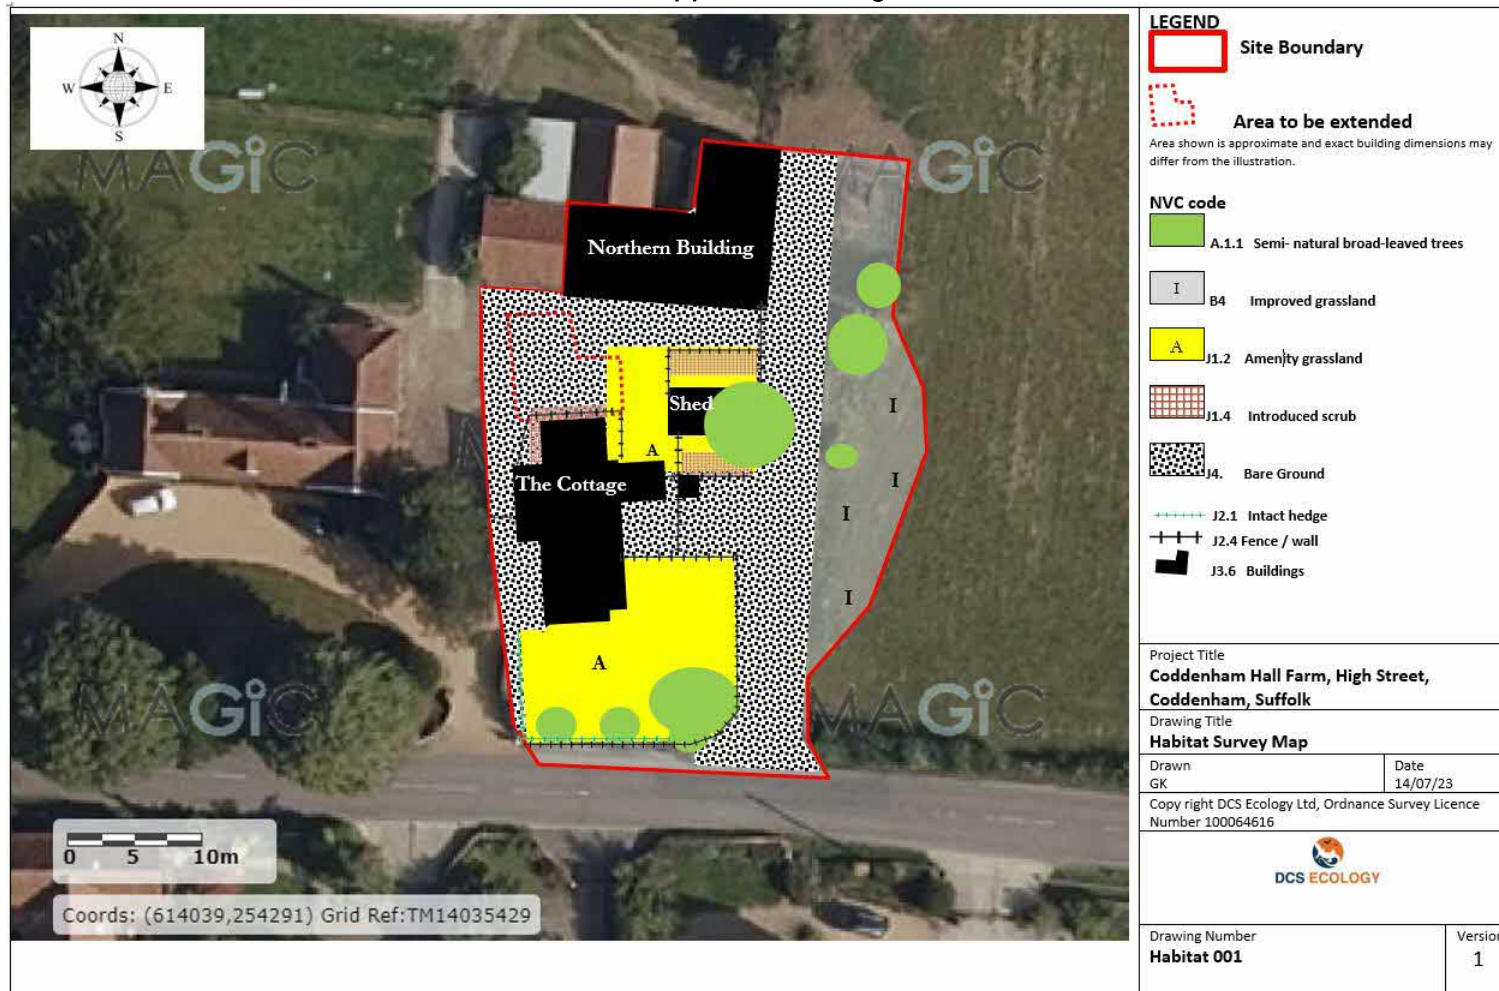 N
W E
S
MAGiC
MAGiC
Northern Building
Shed
A
The Cottage
I
I
I
I
A
MAGiC
MAGiC
0 5 10m
Coords: (614039,254291) Grid Ref:TM14035429
LEGEND
Site Boundary
Area to be extended
Area shown is approximate and exact building dimensions may
differ from the illustration.
NVC code
A.1.1 Semi- natural broad-leaved trees
I
B4 Improved grassland
A
J1.2 Amenity grassland
J1.4 Introduced scrub
J4. Bare Ground
J2.1 Intact hedge
J2.4 Fence / wall
J3.6 Buildings
Project Title
Coddenham Hall Farm, High Street,
Coddenham, Suffolk
Drawing Title
Habitat Survey Map
Drawn Date
GK 14/07/23
Copy right DCS Ecology Ltd, Ordnance Survey Licence
Number 100064616
DCS ECOLOGY
Drawing Number Version
Habitat 001 1